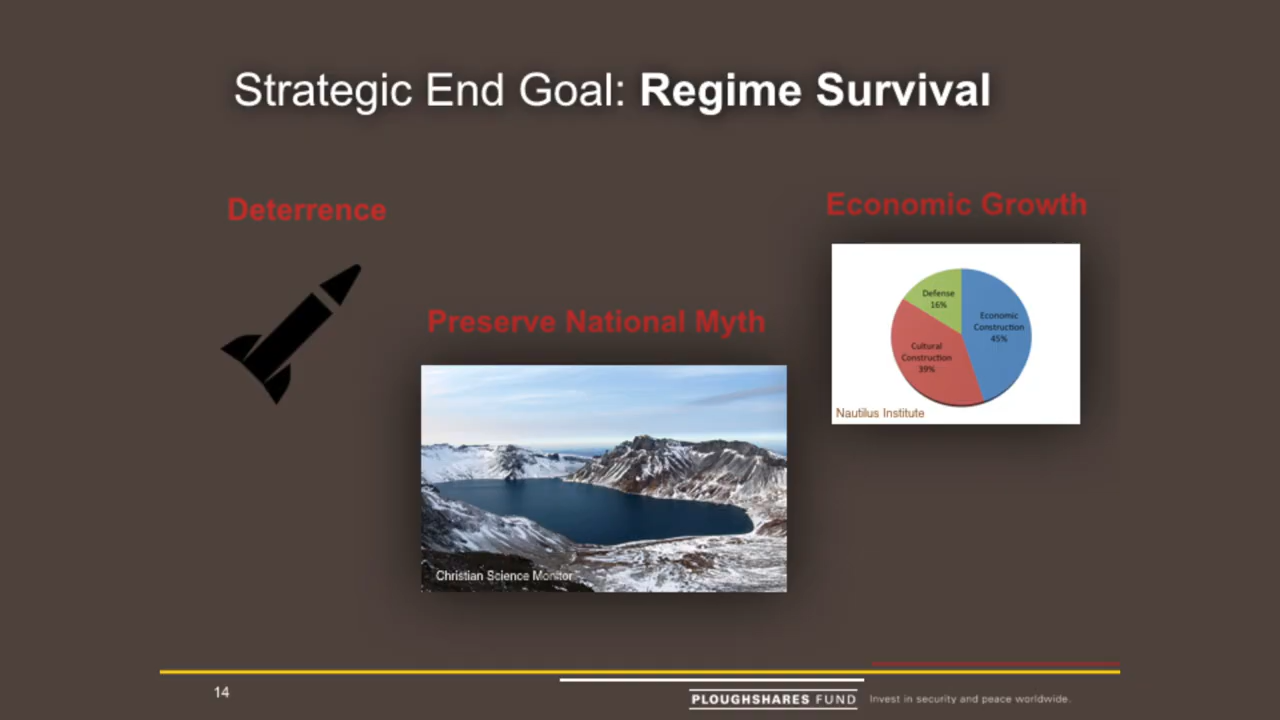 Strategic End Goal: Regime Survival
Deterrence
Preserve National Myth
Christian Science Monitor
Economic Growth
Defense
16%
Economic
Construction
45%
Cultural
Construction
39%
Nautilus Institute
14
PLOUGHSHARES FUND
Invest in security and peace worldwide.